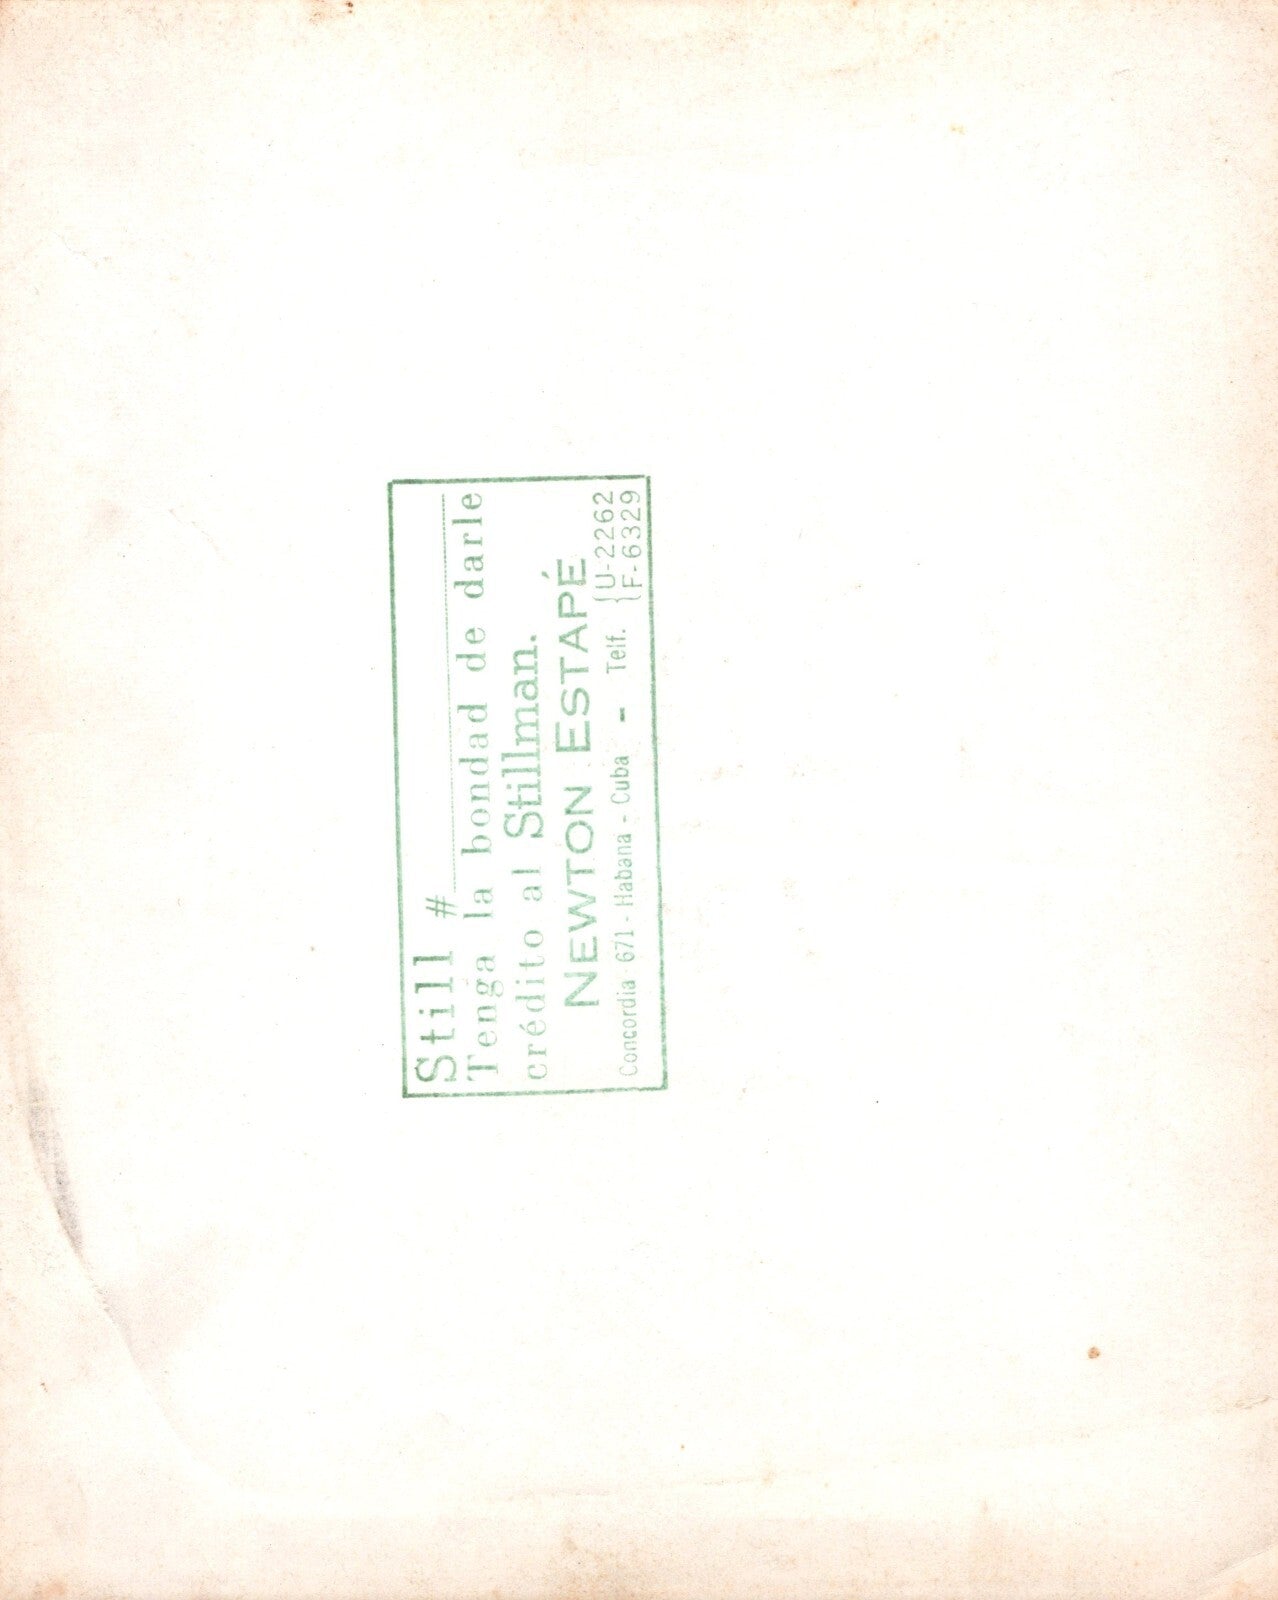 Still #
Tenga la bondad de darle
crédito al Stillman.
NEWTON ESTAPÉ
Concordia 671 - Habana - Cuba - Telf. {U-2262
{F-6329